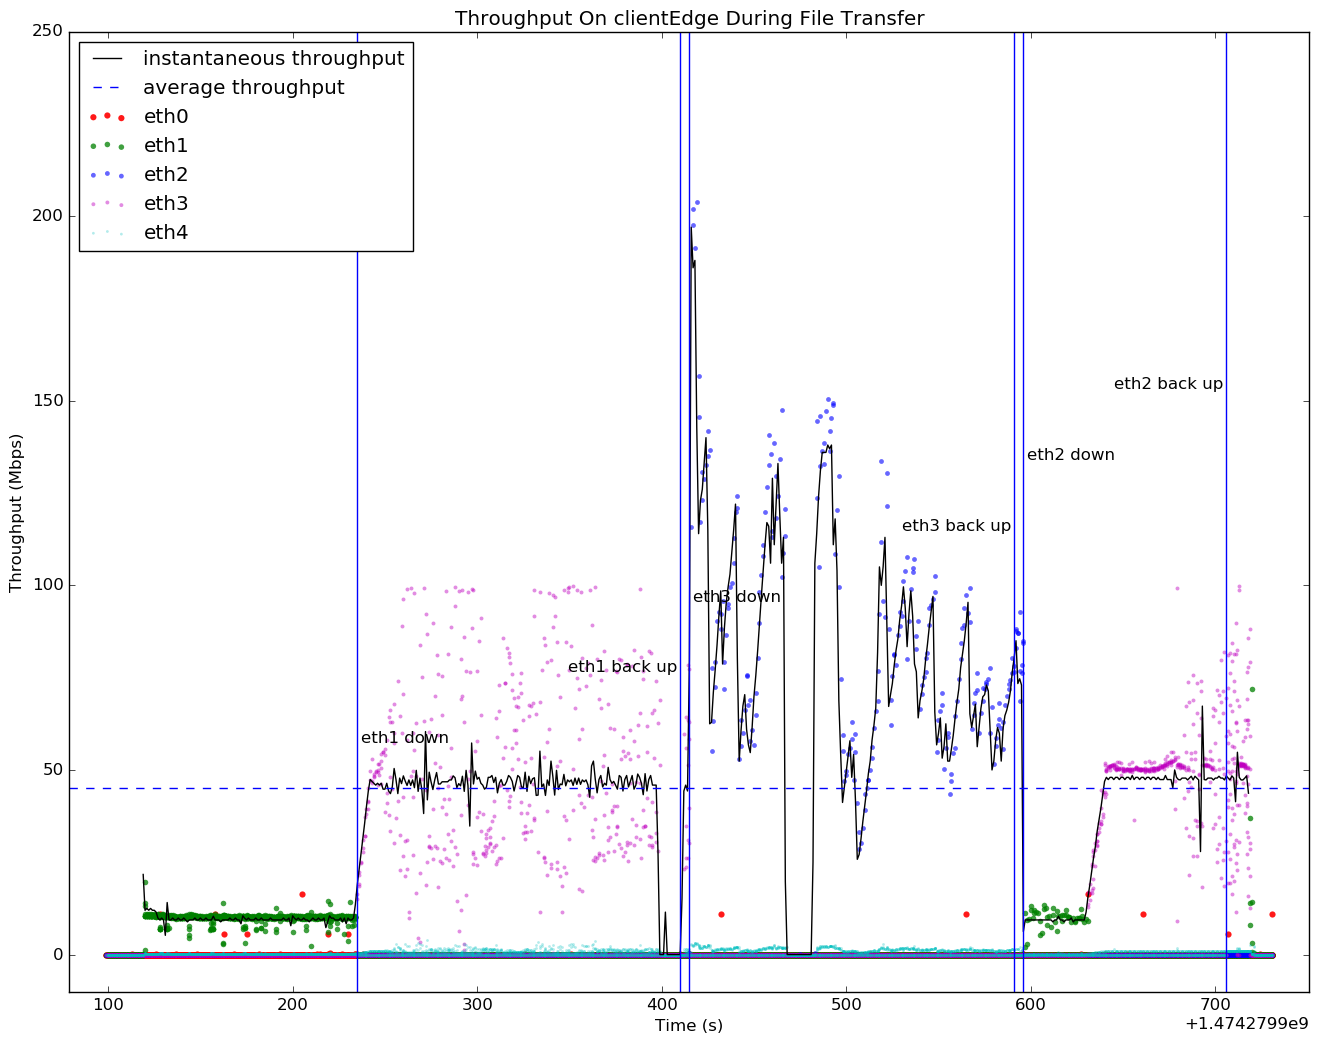 Throughput On clientEdge During File Transfer
250
200
150
100
50
0
Throughput (Mbps)
instantaneous throughput
average throughput
eth0
eth1
eth2
eth3
eth4
eth2 back up
eth2 down
eth3 back up
eth3 down
eth1 back up
eth1 down
100
200
300
400
500
600
700
Time (s)
+1.4742799e9